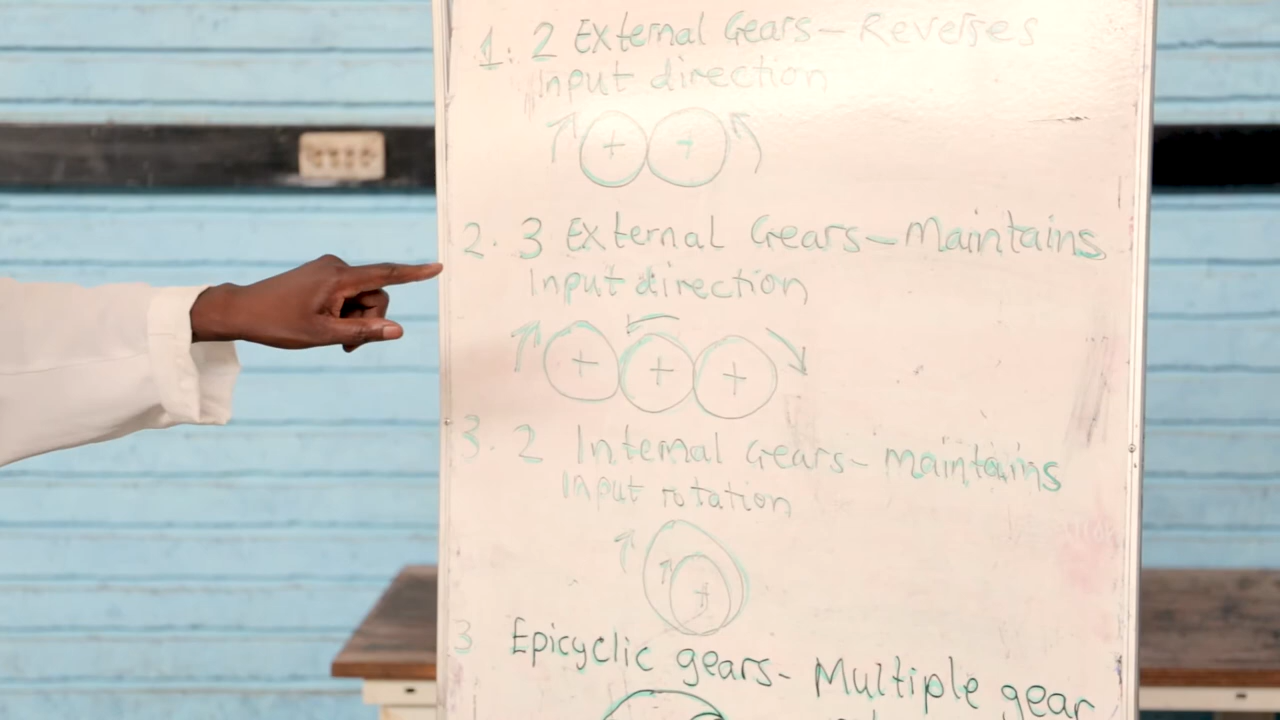 1. 2 External Gears – Reverses
Input direction
2. 3 External Gears – Maintains
Input direction
3. 2 Internal Gears – maintains
Input rotation
3 Epicyclic gears - Multiple gear